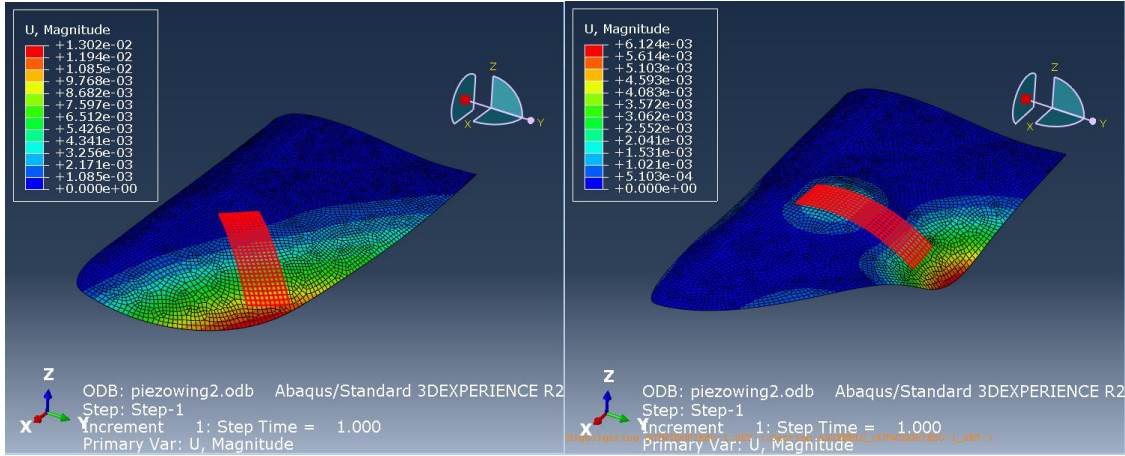 U, Magnitude
+1.302e-02
+1.194e-02
+1.085e-02
+9.768e-03
+8.682e-03
+7.597e-03
+6.512e-03
+5.426e-03
+4.341e-03
+3.256e-03
+2.171e-03
+1.085e-03
+0.000e+00
Z
X
Y
Z
X
Y
ODB: piezowing2.odb Abaqus/Standard 3DEXPERIENCE R2
Step: Step-1
Increment 1: Step Time = 1.000
Primary Var: U, Magnitude
U, Magnitude
+6.124e-03
+5.614e-03
+5.103e-03
+4.593e-03
+4.083e-03
+3.572e-03
+3.062e-03
+2.552e-03
+2.041e-03
+1.531e-03
+1.021e-03
+5.103e-04
+0.000e+00
Z
X
Y
Z
X
Y
ODB: piezowing2.odb Abaqus/Standard 3DEXPERIENCE R2
Step: Step-1
Increment 1: Step Time = 1.000
Primary Var: U, Magnitude